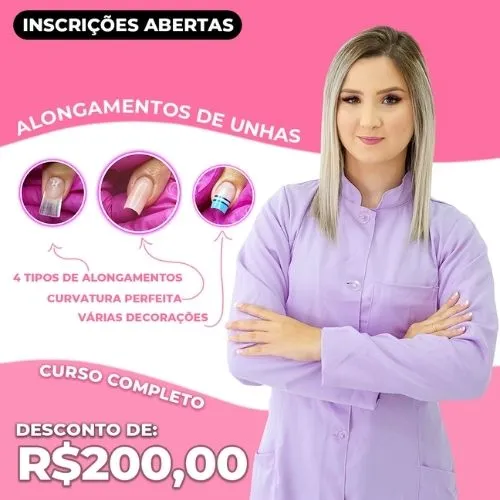 INSCRIÇÕES ABERTAS
ALONGAMENTOS DE UNHAS
4 TIPOS DE ALONGAMENTOS
CURVATURA PERFEITA
VÁRIAS DECORAÇÕES
CURSO COMPLETO
DESCONTO DE:
R$200,00